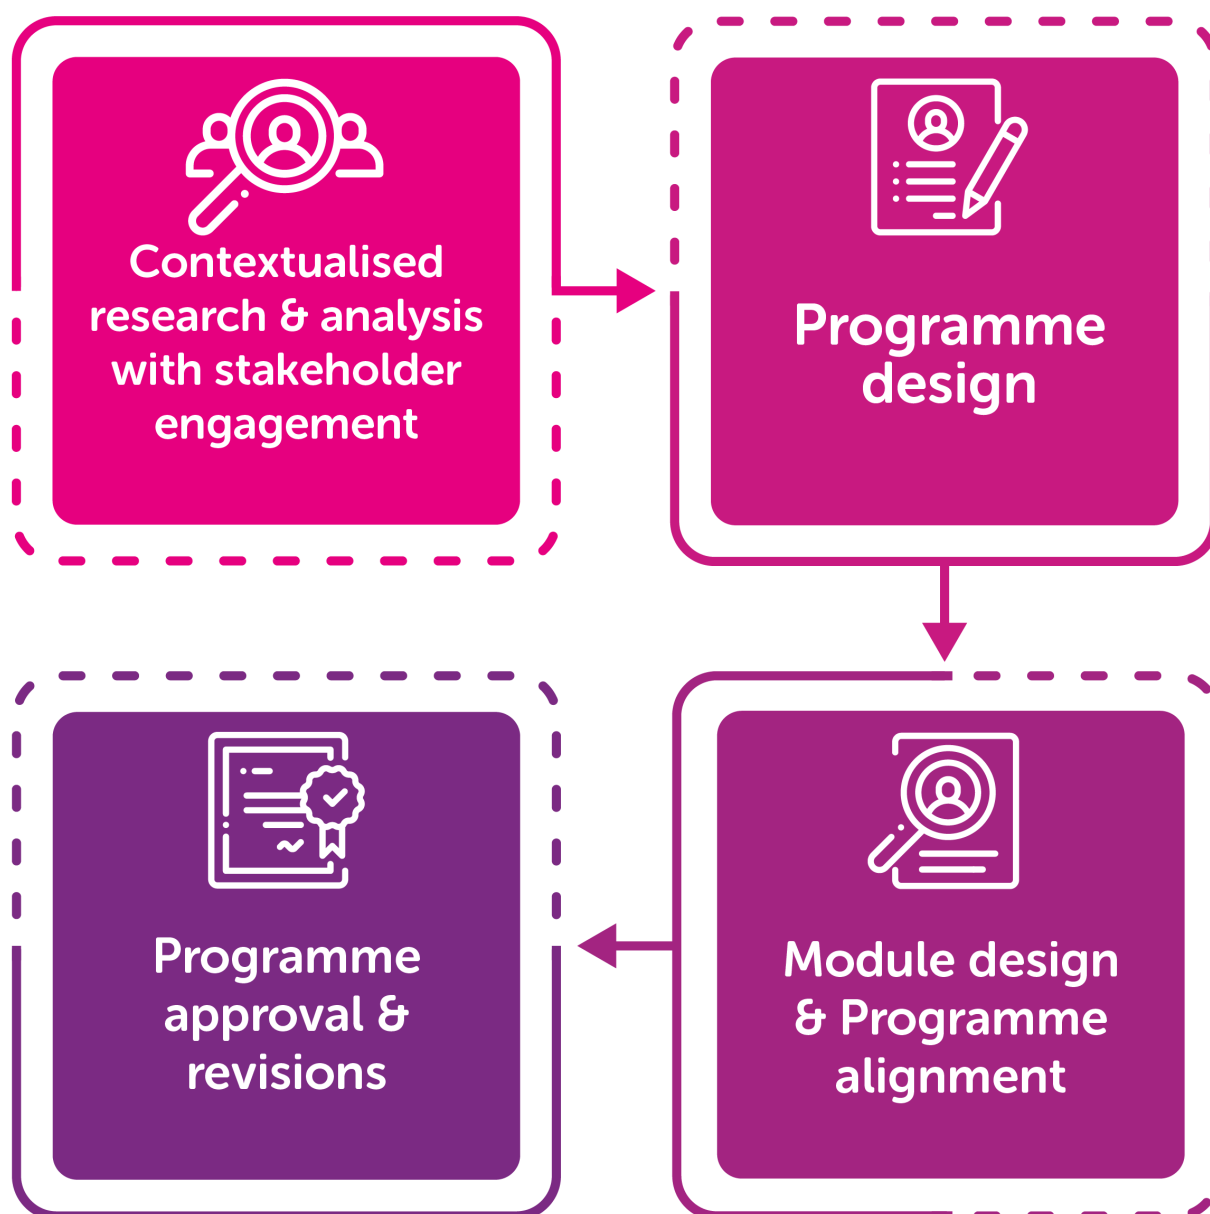 Contextualised
research & analysis
with stakeholder
engagement
Programme
design
Module design
& Programme
alignment
Programme
approval &
revisions